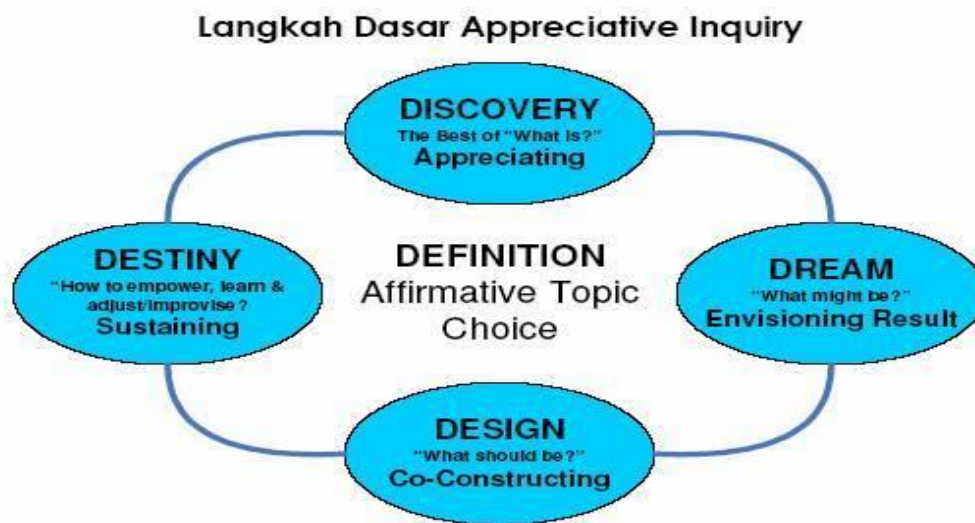 Langkah Dasar Appreciative Inquiry
DISCOVERY
The Best of "What Is?"
Appreciating
DESTINY
"How to empower, learn &
adjust/improvise?
Sustaining
DEFINITION
Affirmative Topic
Choice
DREAM
"What might be?"
Envisioning Result
DESIGN
"What should be?"
Co-Constructing